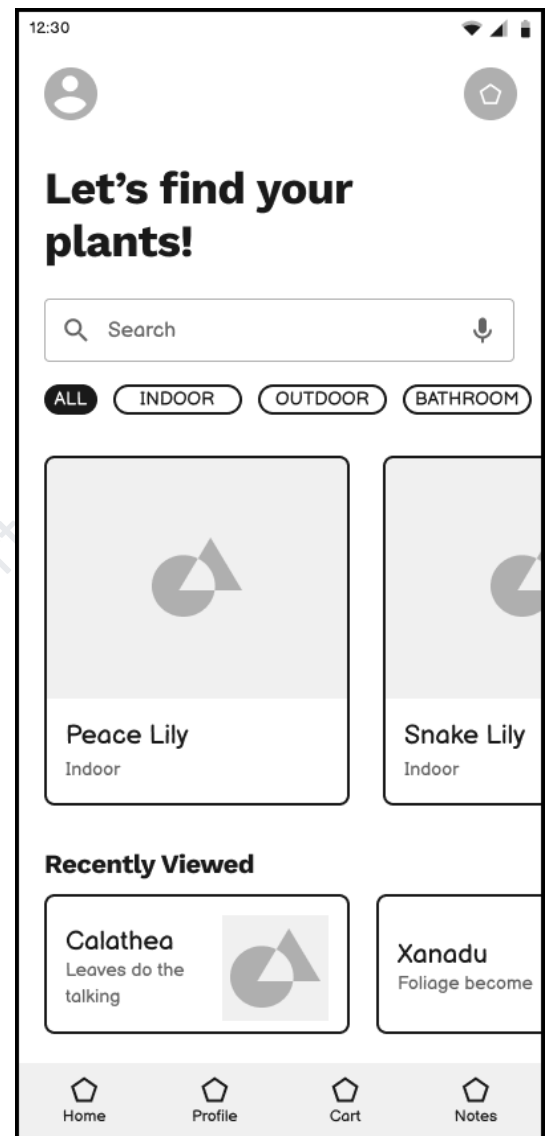 12:30
Let's find your
plants!
Search
ALL INDOOR OUTDOOR BATHROOM
Peace Lily Snake Lily
Indoor Indoor
Recently Viewed
Calathea
Leaves do the
talking
Xanadu
Foliage become
Home Profile Cart Notes